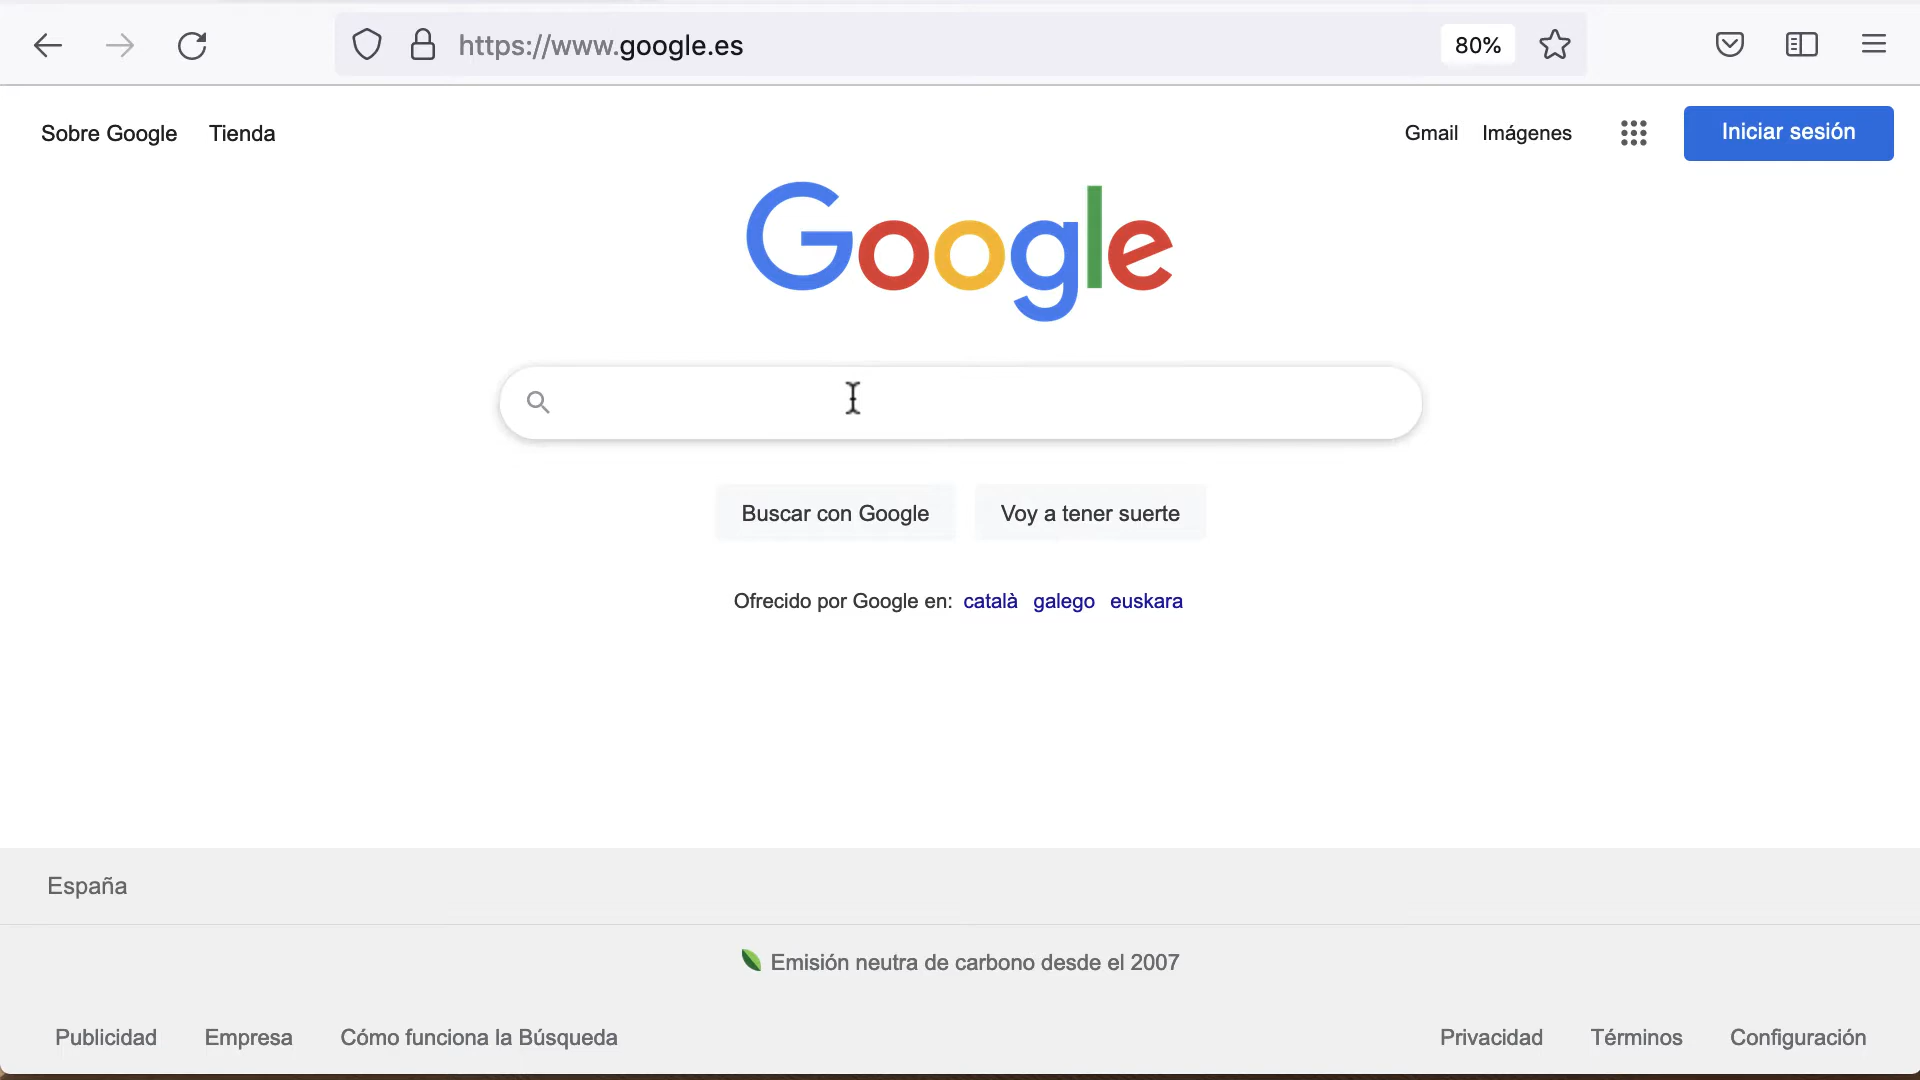 https://www.google.es
80%
Sobre Google Tienda
Gmail Imágenes Iniciar sesión
Google
Buscar con Google Voy a tener suerte
Ofrecido por Google en: català galego euskara
España
Emisión neutra de carbono desde el 2007
Publicidad Empresa Cómo funciona la Búsqueda
Privacidad Términos Configuración